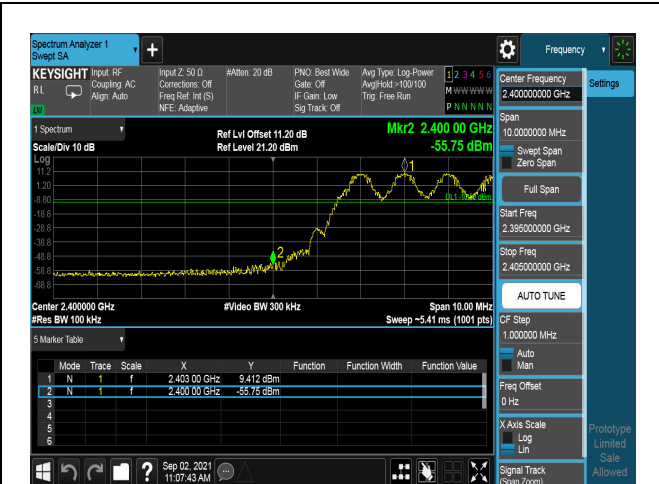 Spectrum Analyzer 1
Swept SA
Frequency
KEYSIGHT Input: RF Input Z: 50 Ω #Atten: 20 dB PNO: Best Wide Avg Type: Log-Power 1 2 3 4 5 6
RL Coupling: AC Corrections: Off Gate: Off Avg|Hold:>100/100 M W W W W W
Align: Auto Freq Ref: Int (S) IF Gain: Low Trig: Free Run
NFE: Adaptive Sig Track: Off P N N N N N
1 Spectrum
Scale/Div 10 dB
Ref Lvl Offset 11.20 dB
Ref Level 21.20 dBm
Mkr2 2.400 00 GHz
-55.75 dBm
Log
11.2
1.20
-8.80
-18.8
-28.8
-38.8
-48.8
-58.8
-68.8
1
2
Center 2.400000 GHz #Video BW 300 kHz Span 10.00 MHz
#Res BW 100 kHz Sweep ~5.41 ms (1001 pts)
5 Marker Table
Mode Trace Scale X Y Function Function Width Function Value
1 N 1 f 2.403 00 GHz 9.412 dBm
2 N 1 f 2.400 00 GHz -55.75 dBm
3
4
5
6
Sep 02, 2021
11:07:43 AM
Center Frequency
2.400000000 GHz
Settings
Span
10.0000000 MHz
Swept Span
Zero Span
Full Span
Start Freq
2.395000000 GHz
Stop Freq
2.405000000 GHz
AUTO TUNE
CF Step
1.000000 MHz
Auto
Man
Freq Offset
0 Hz
X Axis Scale
Log
Lin
Signal Track
(Span Zoom)
Prototype
Limited
Sale
Allowed